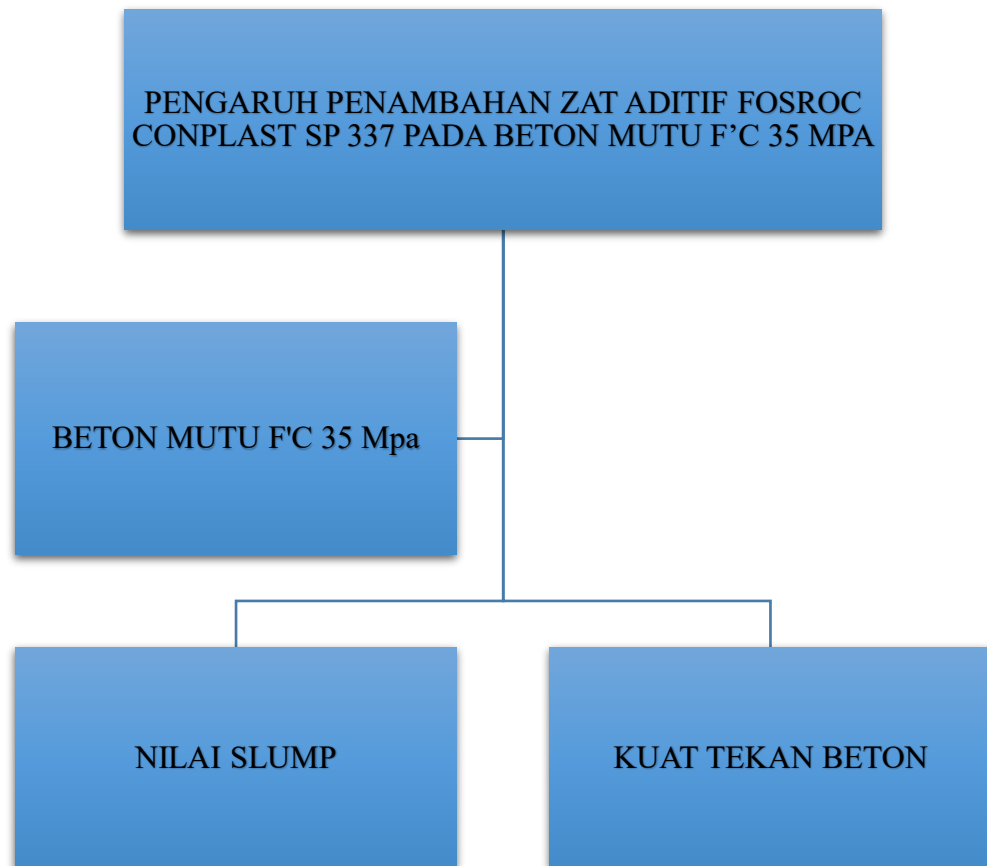 PENGARUH PENAMBAHAN ZAT ADITIF FOSROC
CONPLAST SP 337 PADA BETON MUTU F’C 35 MPA
BETON MUTU F'C 35 Mpa
NILAI SLUMP
KUAT TEKAN BETON